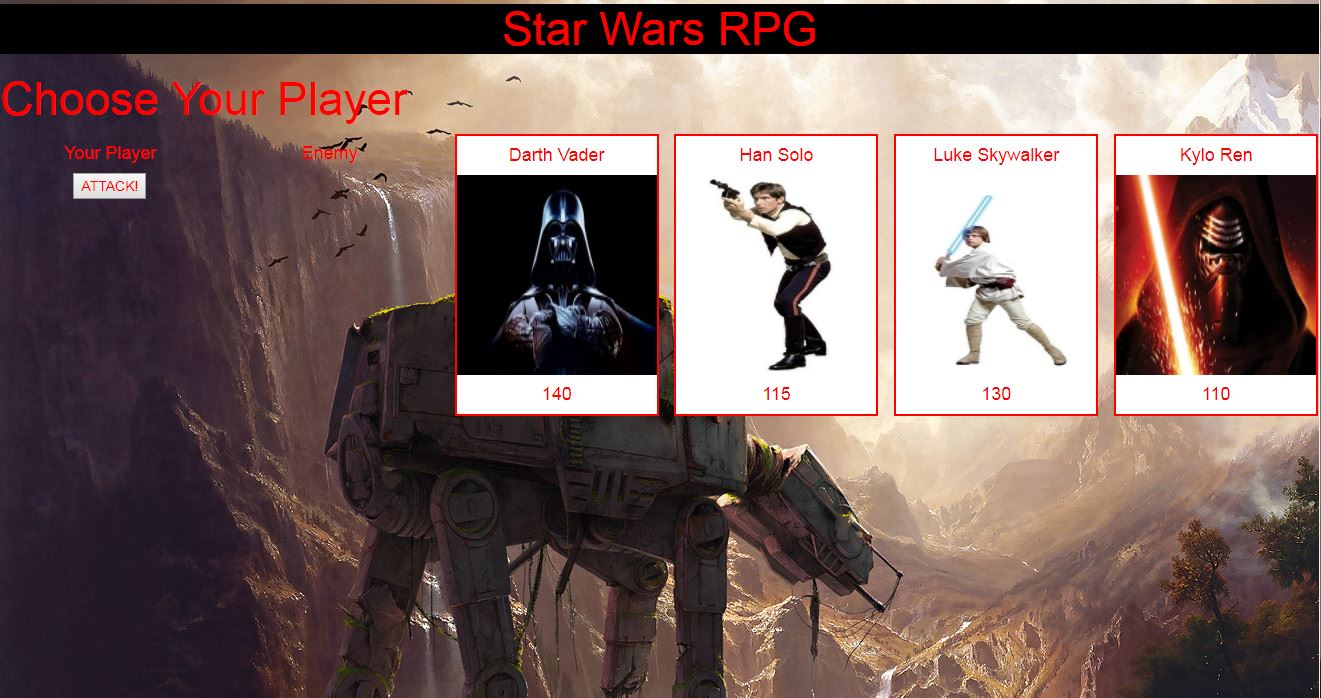 Star Wars RPG
Choose Your Player
Your Player
Enemy
ATTACK!
Darth Vader
140
Han Solo
115
Luke Skywalker
130
Kylo Ren
110